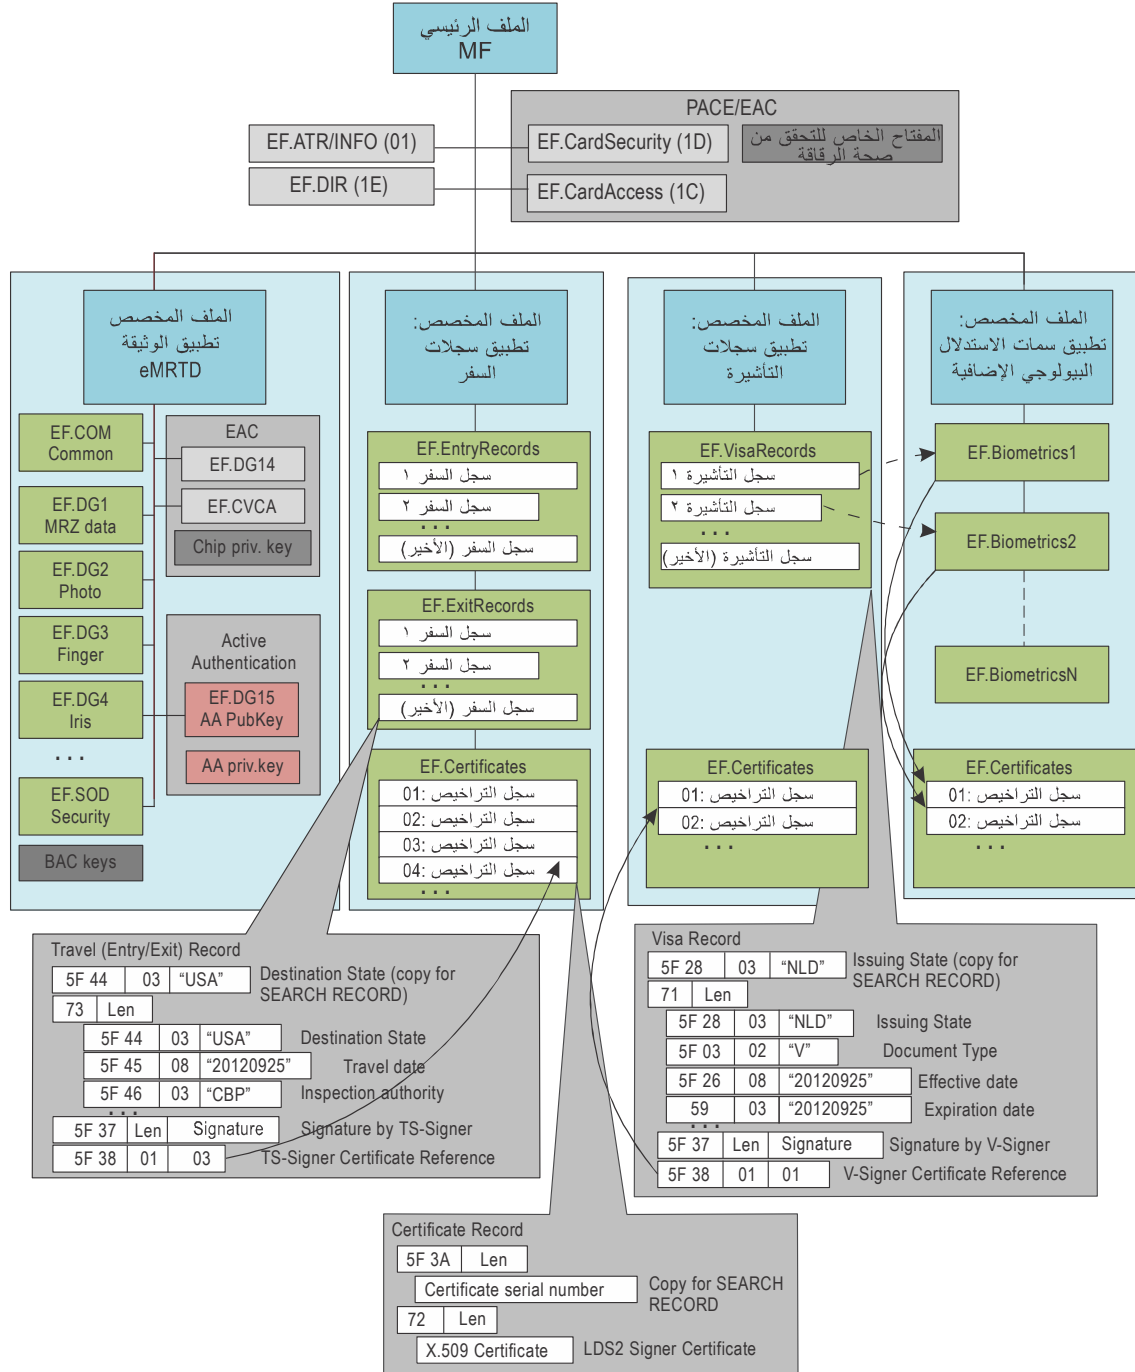 الملف الرئيسي
MF
PACE/EAC
EF.ATR/INFO (01)
EF.CardSecurity (1D)
المفتاح الخاص للتحقق من
صحة الرقاقة
EF.DIR (1E)
EF.CardAccess (1C)
الملف المخصص
تطبيق الوثيقة
eMRTD
EF.COM
Common
EF.DG1
MRZ data
EF.DG2
Photo
EF.DG3
Finger
EF.DG4
Iris
...
EF.SOD
Security
BAC keys
EAC
EF.DG14
EF.CVCA
Chip priv. key
Active
Authentication
EF.DG15
AA PubKey
AA priv.key
الملف المخصص:
تطبيق سجلات
السفر
EF.EntryRecords
سجل السفر ١
سجل السفر ٢
...
سجل السفر (الأخير)
EF.ExitRecords
سجل السفر ١
سجل السفر ٢
...
سجل السفر (الأخير)
EF.Certificates
سجل التراخيص :01
سجل التراخيص :02
سجل التراخيص :03
سجل التراخيص :04
...
الملف المخصص:
تطبيق سجلات
التأشيرة
EF.VisaRecords
سجل التأشيرة ١
سجل التأشيرة ٢
...
سجل التأشيرة (الأخير)
EF.Certificates
سجل التراخيص :01
سجل التراخيص :02
...
الملف المخصص:
تطبيق سمات الاستدلال
البيولوجي الإضافية
EF.Biometrics1
EF.Biometrics2
EF.BiometricsN
EF.Certificates
سجل التراخيص :01
سجل التراخيص :02
...
Travel (Entry/Exit) Record
5F 44 03 “USA” Destination State (copy for
SEARCH RECORD)
73 Len
5F 44 03 “USA” Destination State
5F 45 08 “20120925” Travel date
5F 46 03 “CBP” Inspection authority
...
5F 37 Len Signature Signature by TS-Signer
5F 38 01 03 TS-Signer Certificate Reference
Visa Record
5F 28 03 “NLD” Issuing State (copy for
SEARCH RECORD)
71 Len
5F 28 03 “NLD” Issuing State
5F 03 02 “V” Document Type
5F 26 08 “20120925” Effective date
59 03 “20120925” Expiration date
...
5F 37 Len Signature Signature by V-Signer
5F 38 01 01 V-Signer Certificate Reference
Certificate Record
5F 3A Len
Certificate serial number Copy for SEARCH
RECORD
72 Len
X.509 Certificate LDS2 Signer Certificate